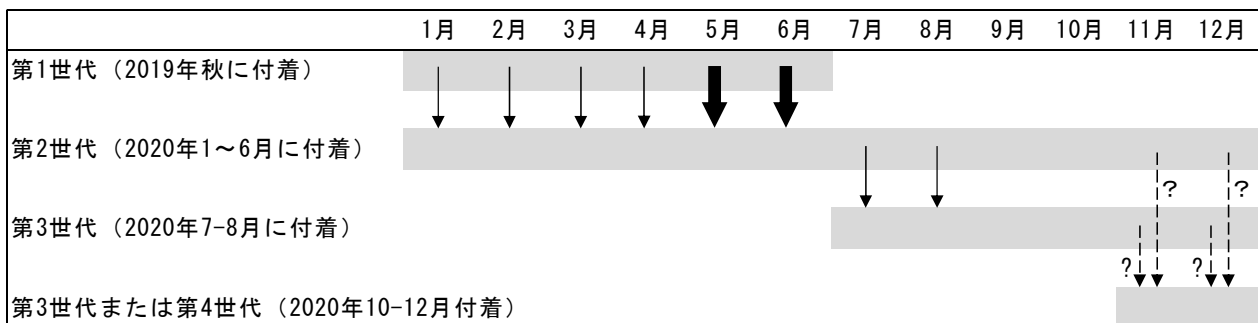 1月 2月 3月 4月 5月 6月 7月 8月 9月 10月 11月 12月
第1世代（2019年秋に付着）
第2世代（2020年1～6月に付着）
? ?
第3世代（2020年7-8月に付着）
? ?
第3世代または第4世代（2020年10-12月付着）